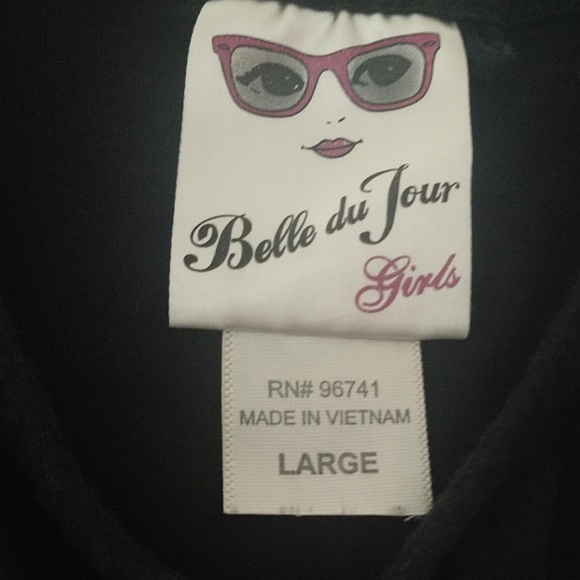 Belle du Jour
Girls
RN# 96741
MADE IN VIETNAM
LARGE